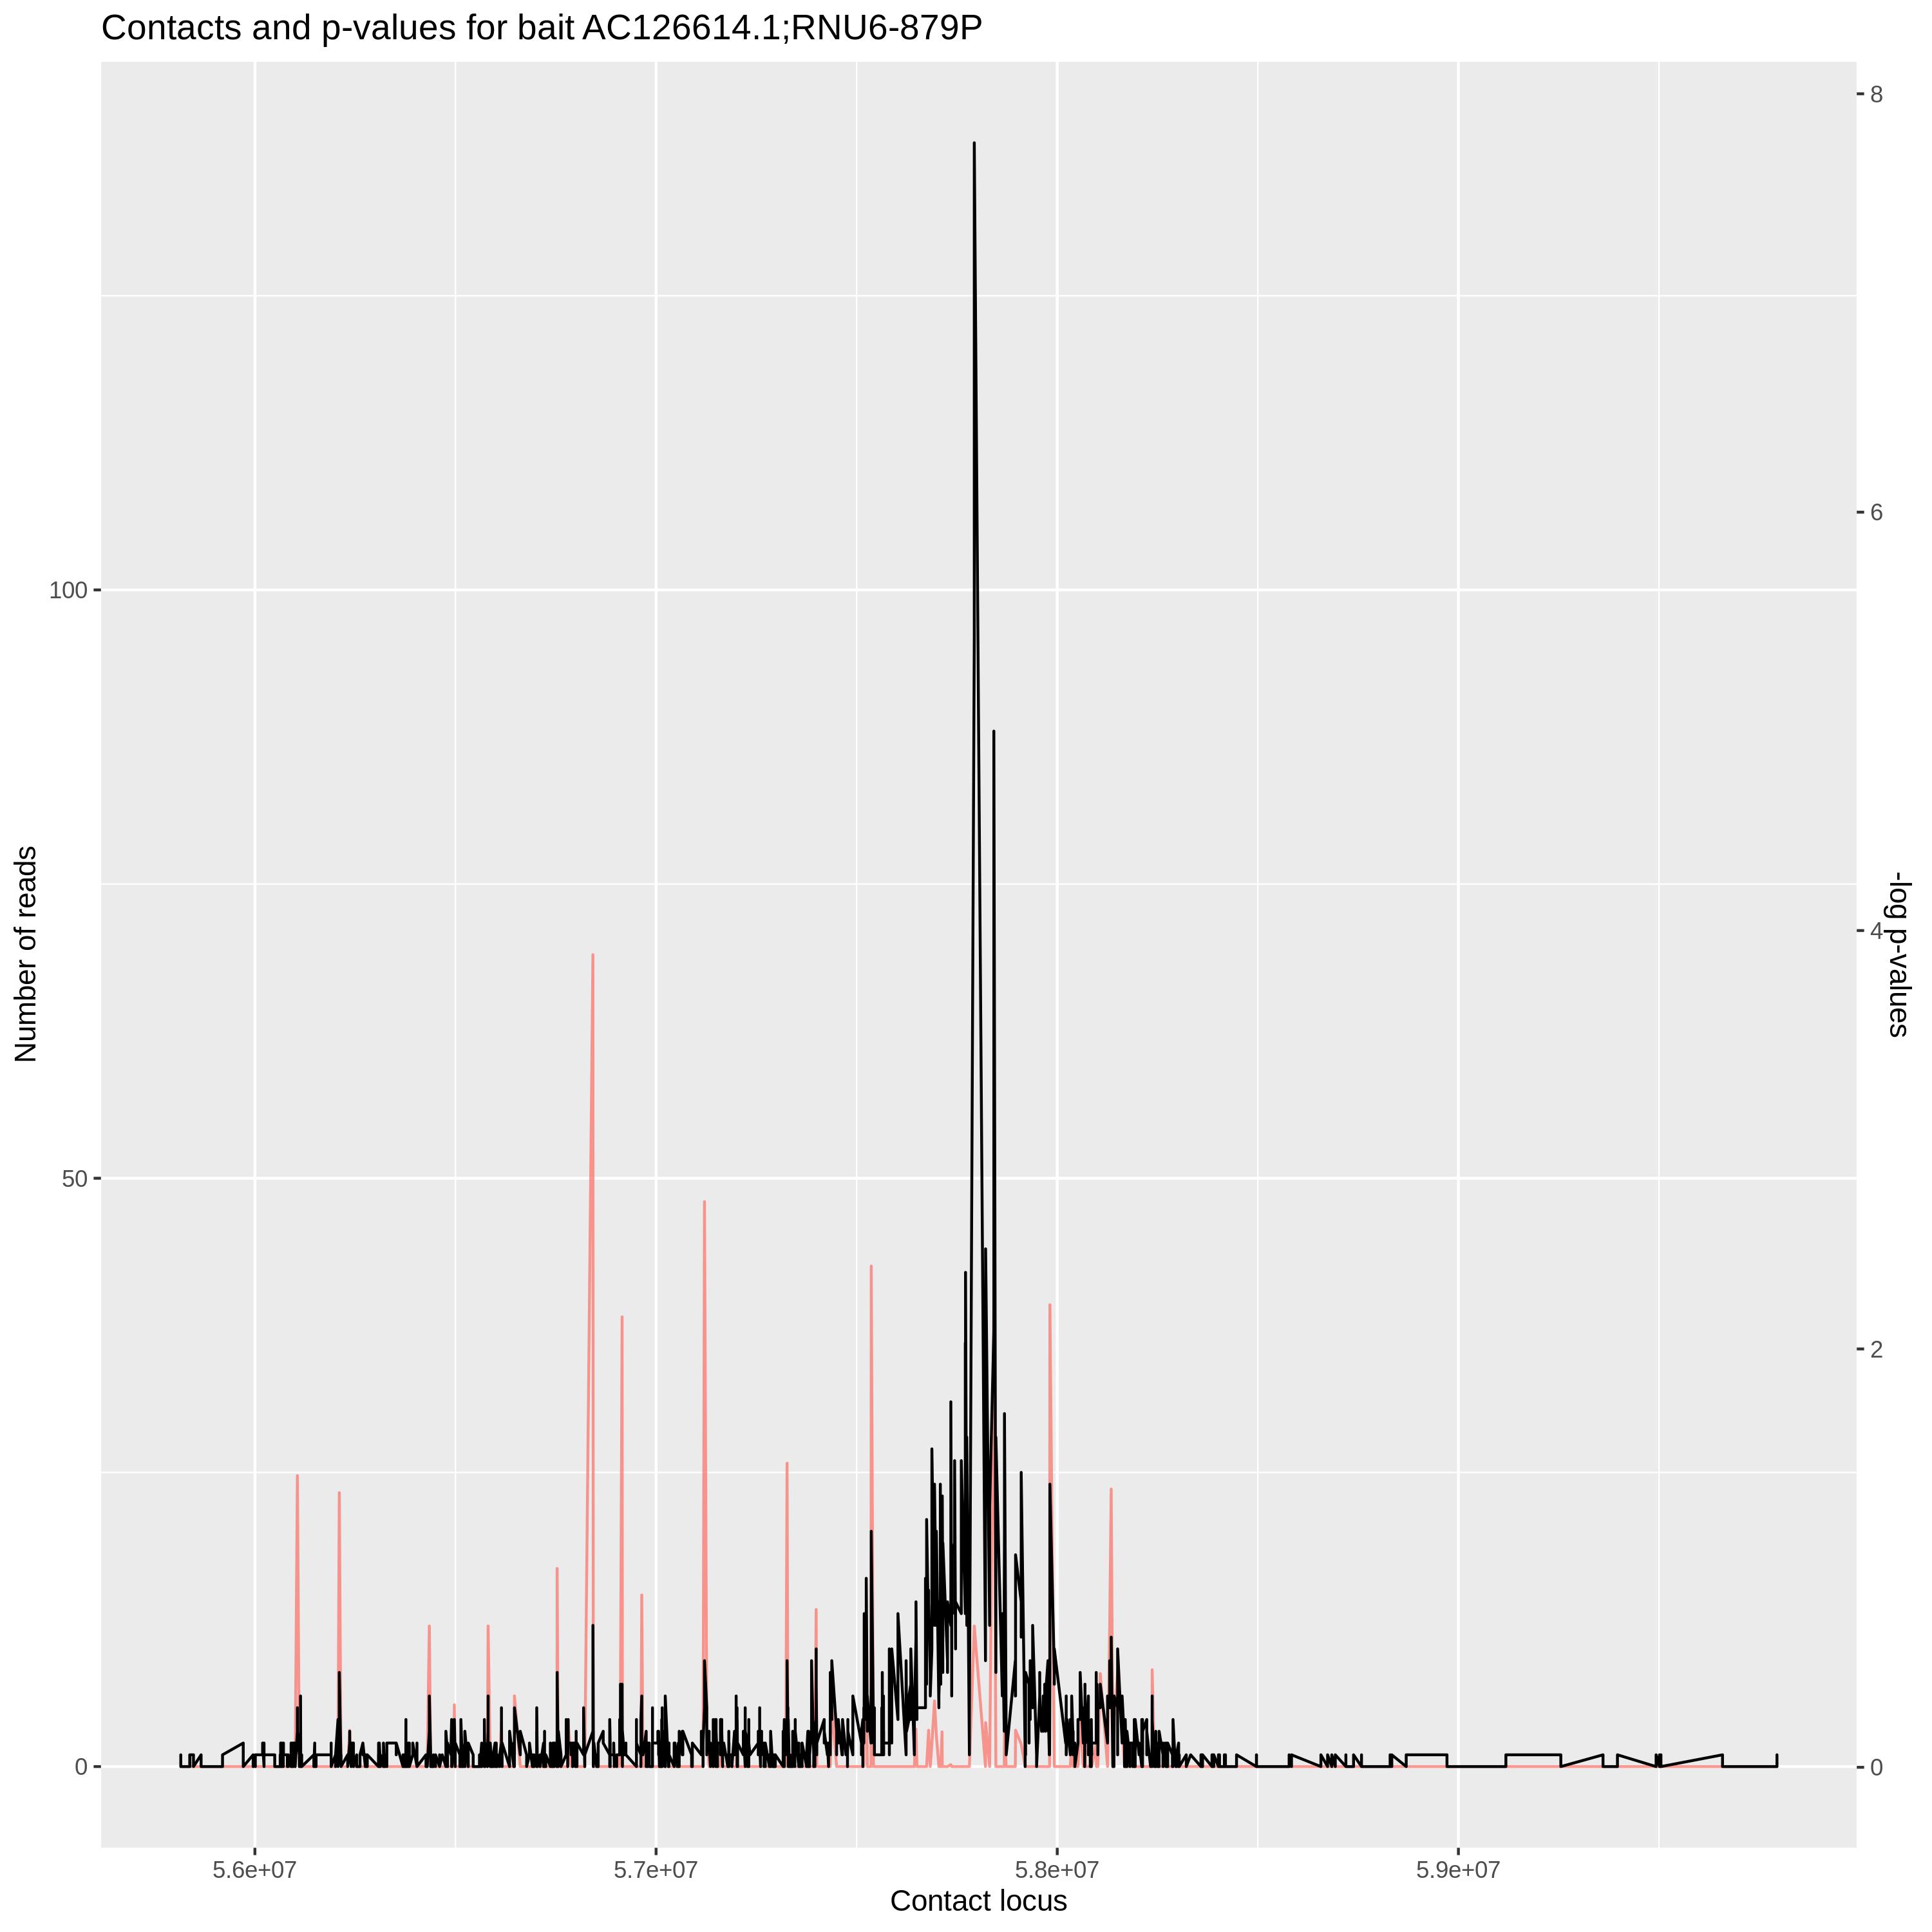 Contacts and p-values for bait AC126614.1;RNU6-879P
8
6
4
2
0
100
50
0
Number of reads
-log p-values
5.6e+07 5.7e+07 5.8e+07 5.9e+07
Contact locus